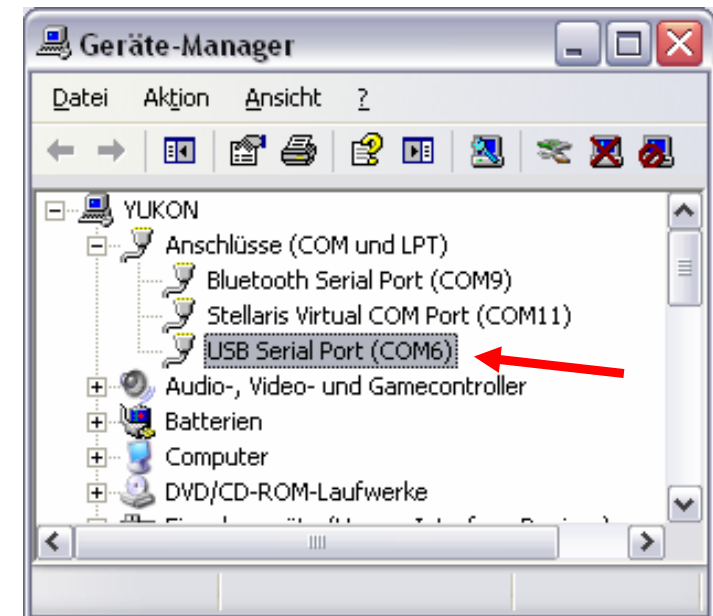 Geräte-Manager
Datei Aktion Ansicht ?
YUKON
Anschlüsse (COM und LPT)
Bluetooth Serial Port (COM9)
Stellaris Virtual COM Port (COM11)
USB Serial Port (COM6)
Audio-, Video- und Gamecontroller
Batterien
Computer
DVD/CD-ROM-Laufwerke